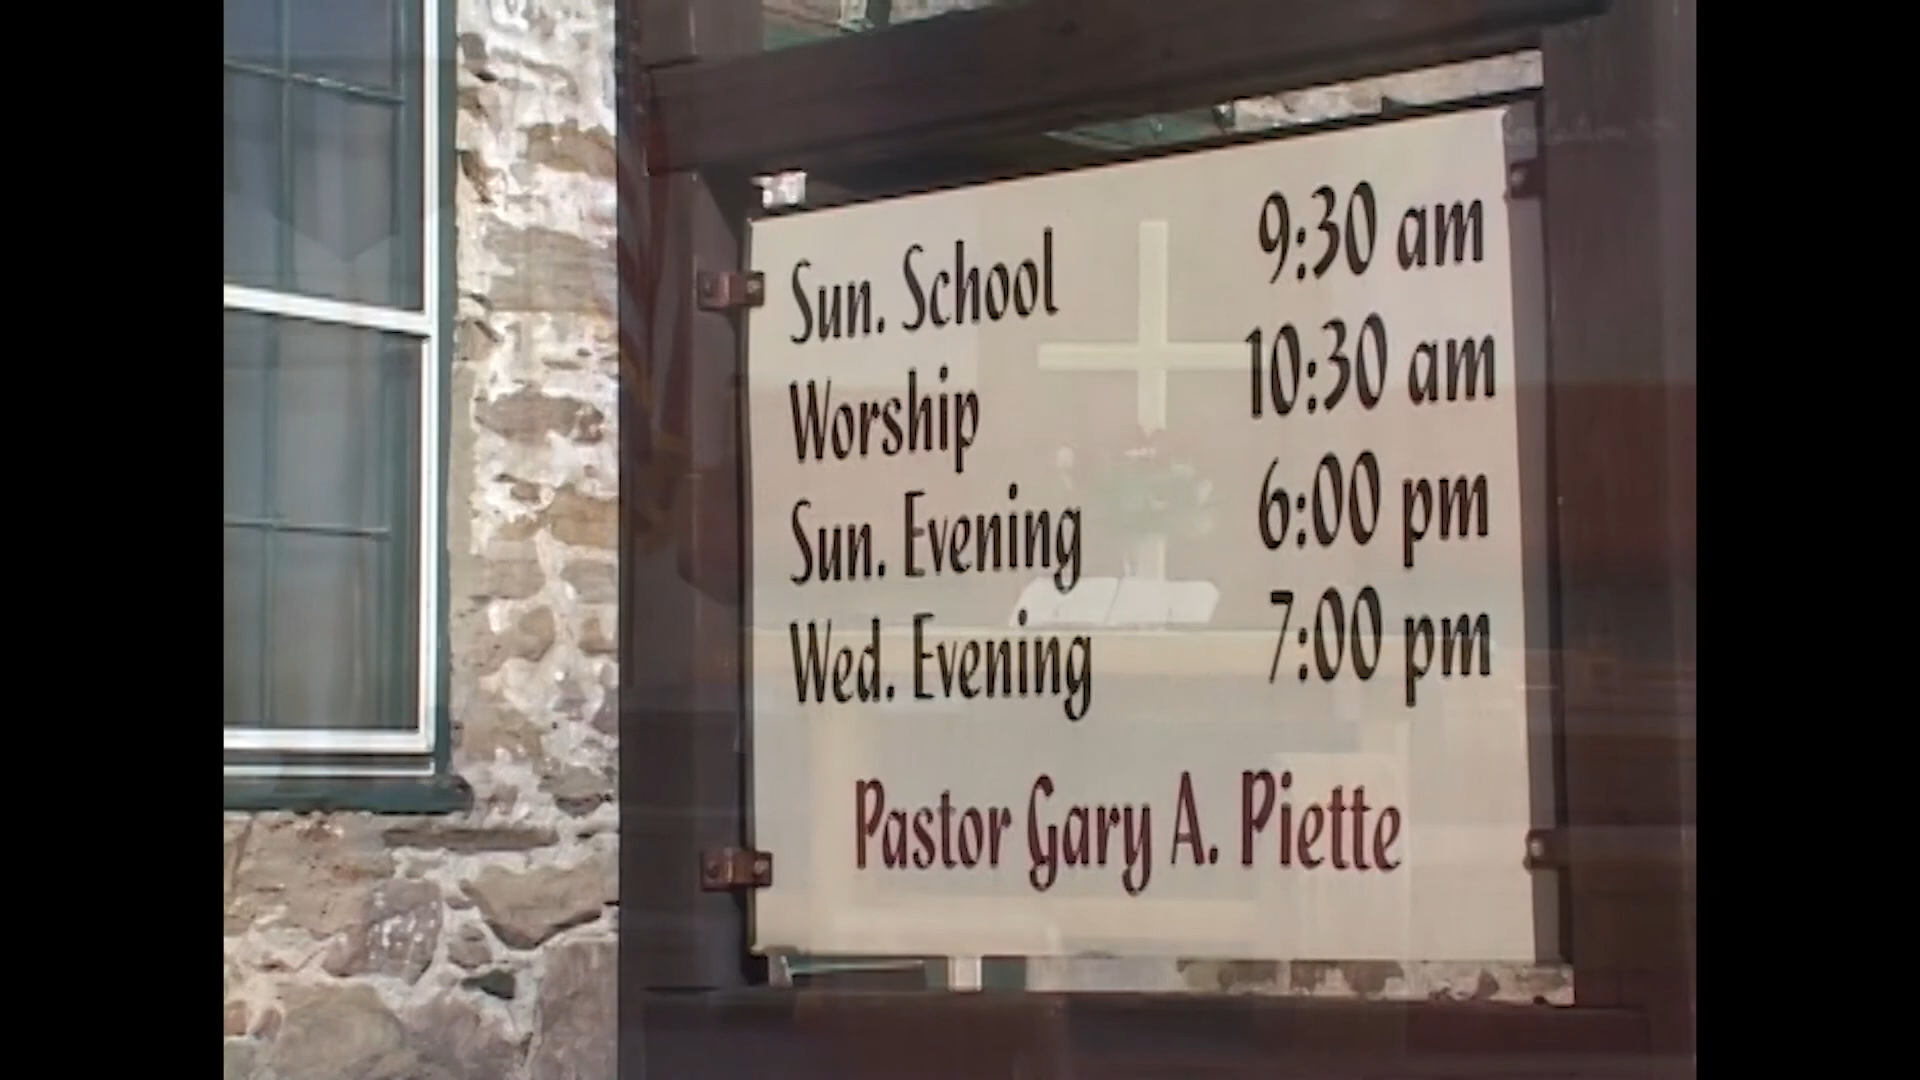 Sun. School 9:30 am
Worship 10:30 am
Sun. Evening 6:00 pm
Wed. Evening 7:00 pm
Pastor Gary A. Piette